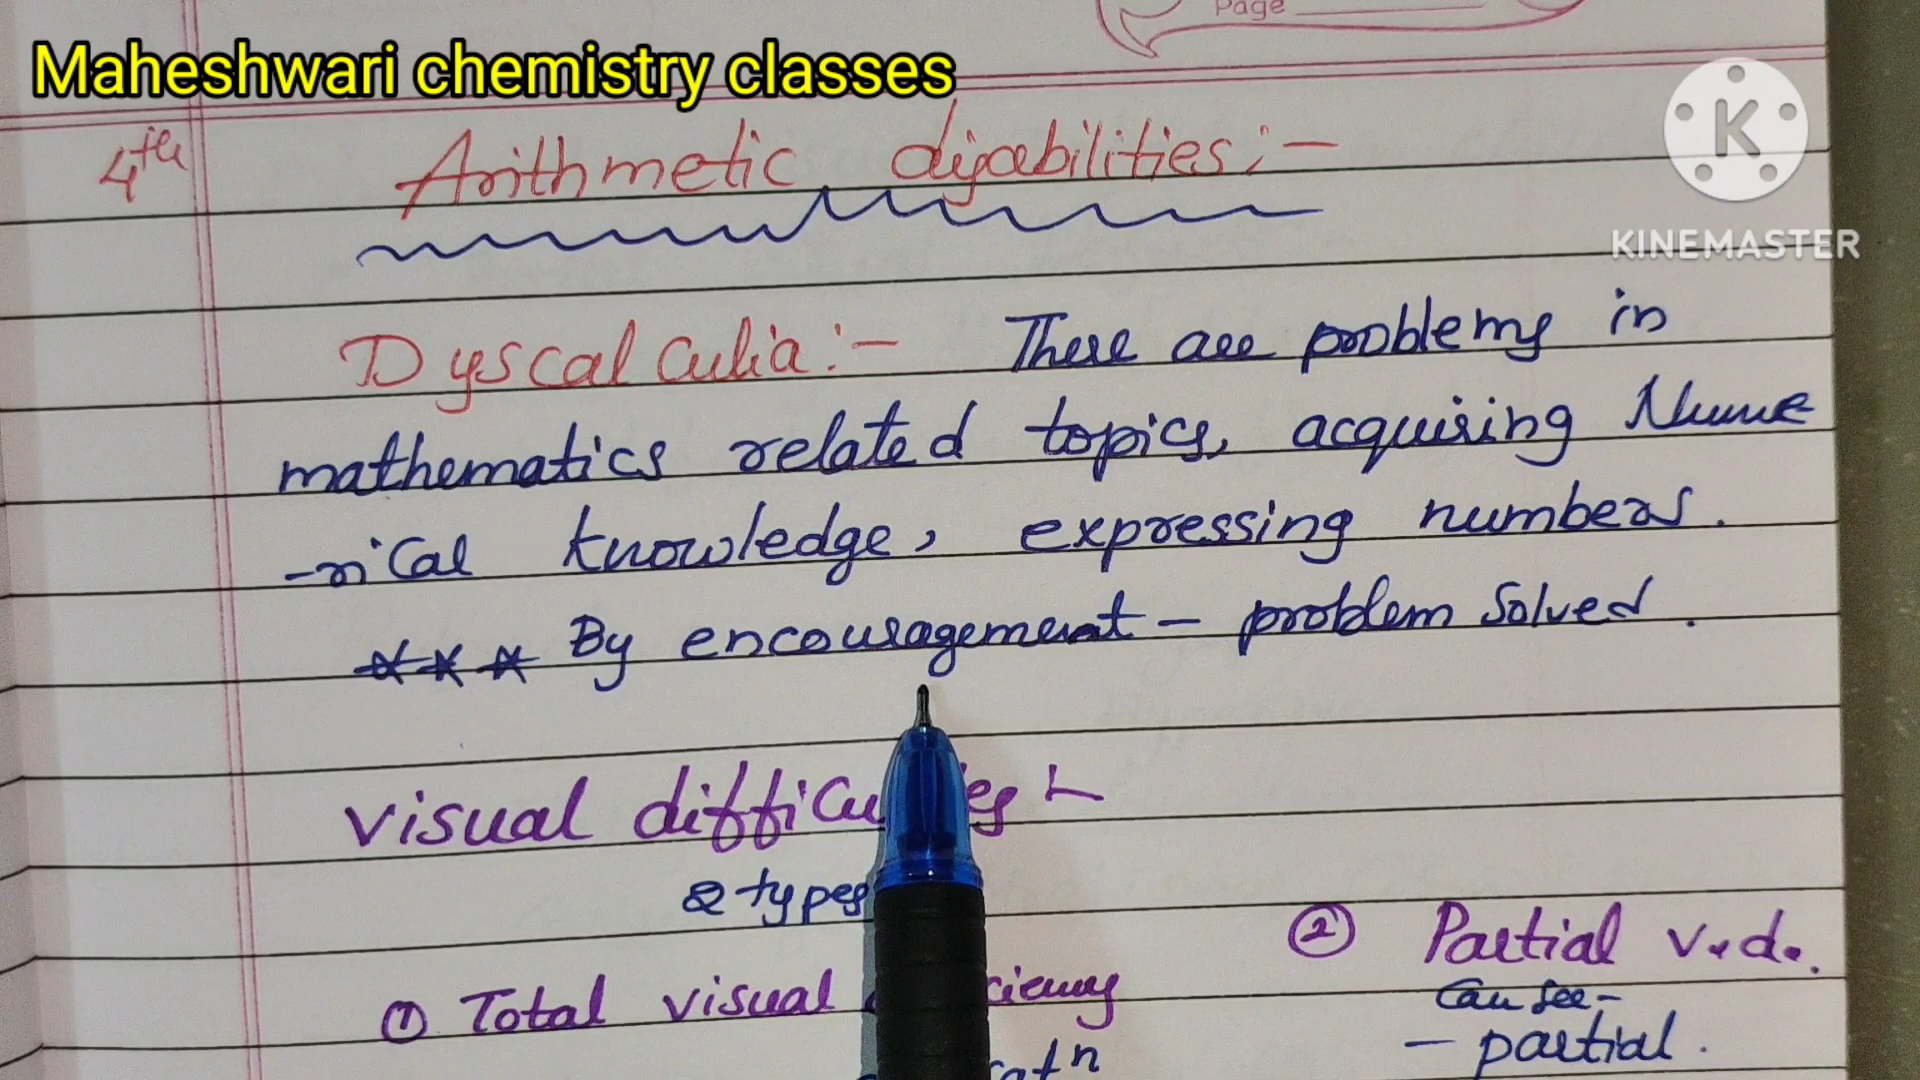 Page
Maheshwari chemistry classes
K
KINEMASTER
4th Arithmetic disabilities:-
Dyscalculia:- These are problems in
mathematics related topics, acquiring Nume
-rical knowledge, expressing numbers.
*** By encouragement - problem Solved.
visual difficulties
2 types
① Total visual
② Partial v.d.
Can see-
- partial.